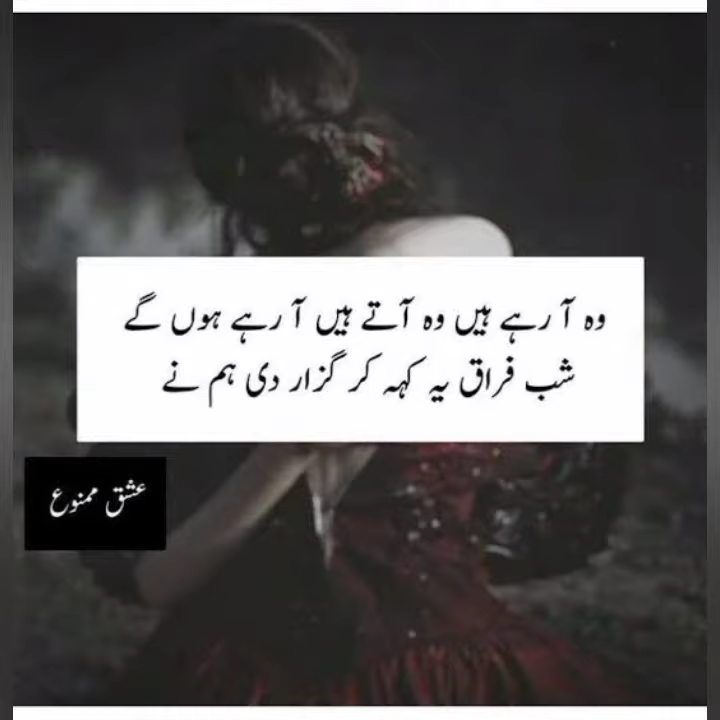 وہ آ رہے ہیں وہ آتے ہیں آ رہے ہوں گے
شب فراق یہ کہہ کر گزار دی ہم نے
عشق ممنوع